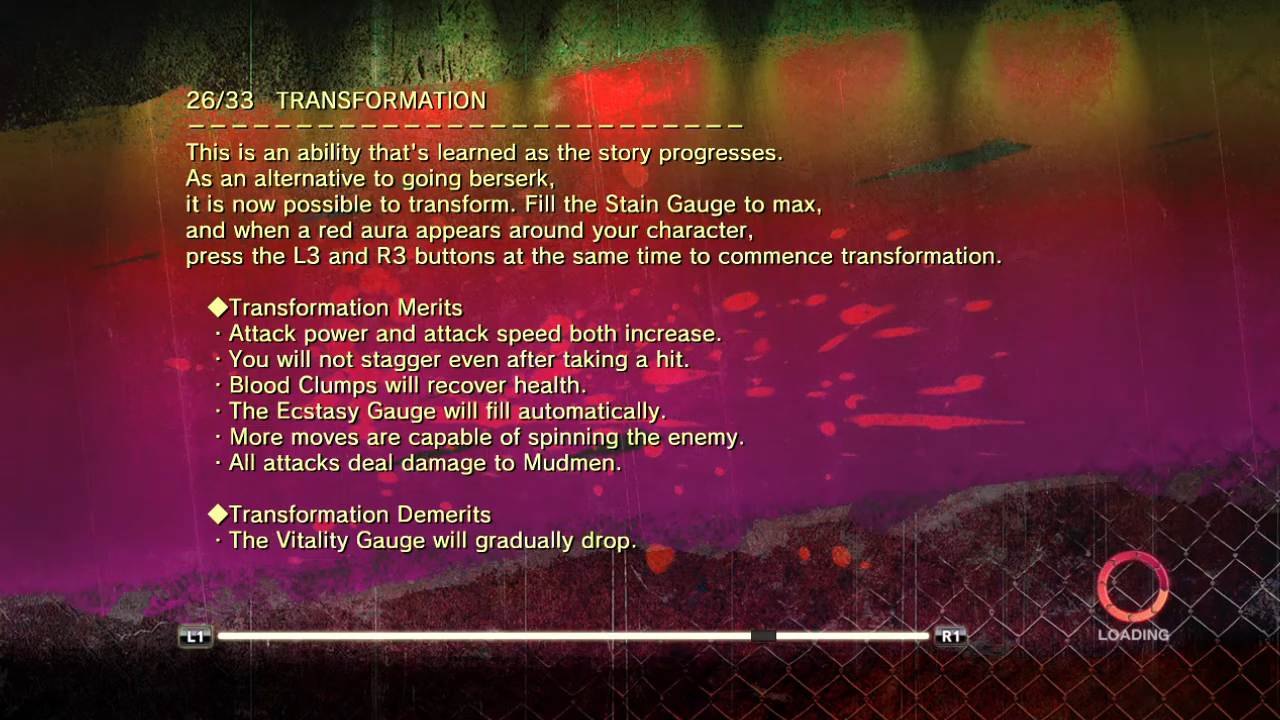 26/33 TRANSFORMATION
This is an ability that's learned as the story progresses.
As an alternative to going berserk,
it is now possible to transform. Fill the Stain Gauge to max,
and when a red aura appears around your character,
press the L3 and R3 buttons at the same time to commence transformation.
◆Transformation Merits
· Attack power and attack speed both increase.
· You will not stagger even after taking a hit.
· Blood Clumps will recover health.
· The Ecstasy Gauge will fill automatically.
· More moves are capable of spinning the enemy.
· All attacks deal damage to Mudmen.
◆Transformation Demerits
· The Vitality Gauge will gradually drop.
L1 R1
LOADING